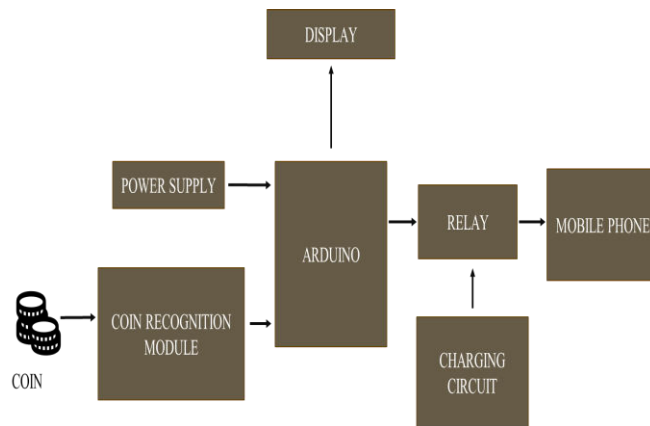 DISPLAY
POWER SUPPLY
ARDUINO
RELAY
MOBILE PHONE
COIN RECOGNITION
MODULE
COIN
CHARGING
CIRCUIT